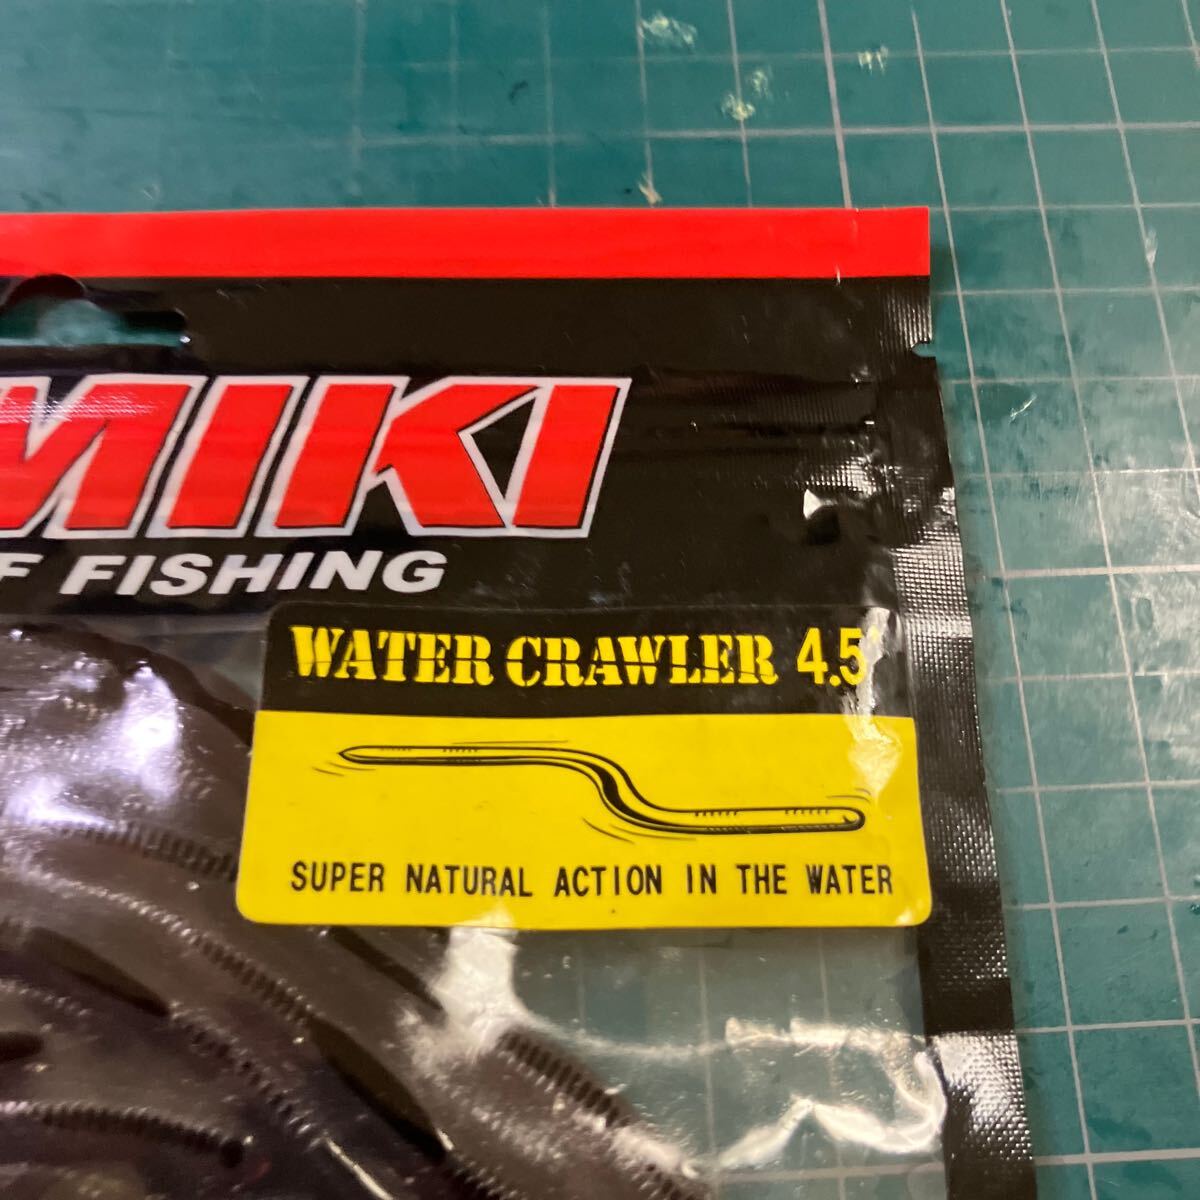 MIKI
F FISHING
WATER CRAWLER 4.5"
SUPER NATURAL ACTION IN THE WATER